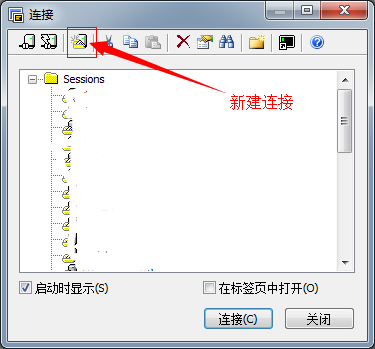 连接
Sessions
新建连接
启动时显示(S)
在标签页中打开(O)
连接(C)
关闭